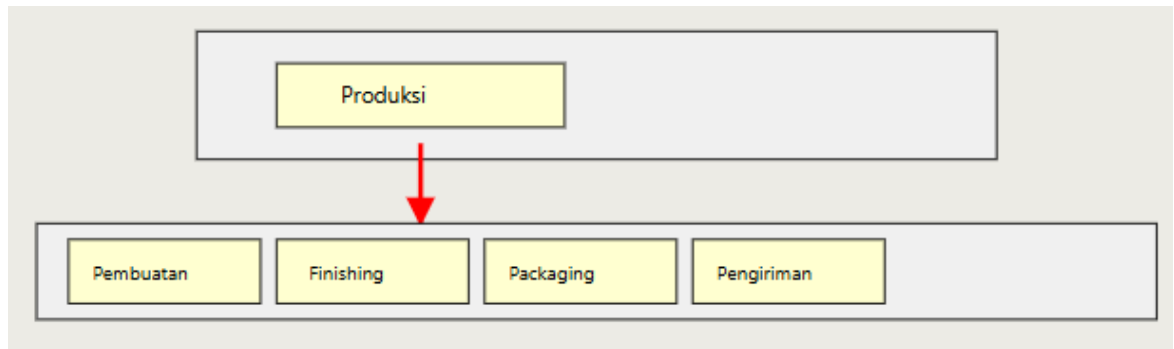 Produksi
Pembuatan
Finishing
Packaging
Pengiriman